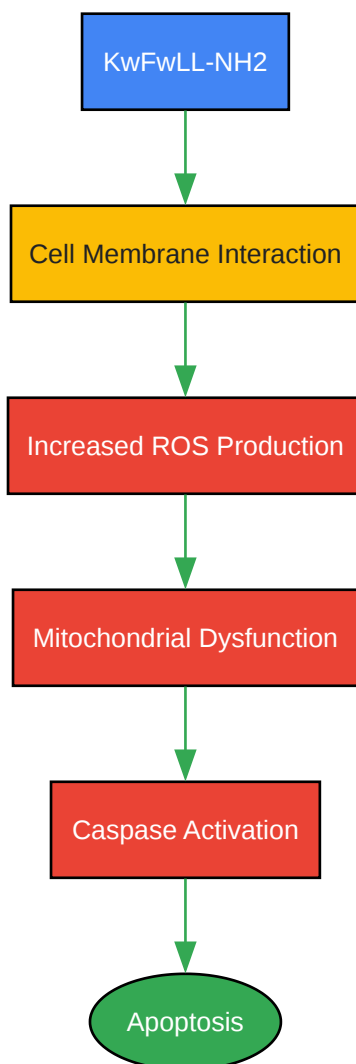 KwFwLL-NH2
Cell Membrane Interaction
Increased ROS Production
Mitochondrial Dysfunction
Caspase Activation
Apoptosis